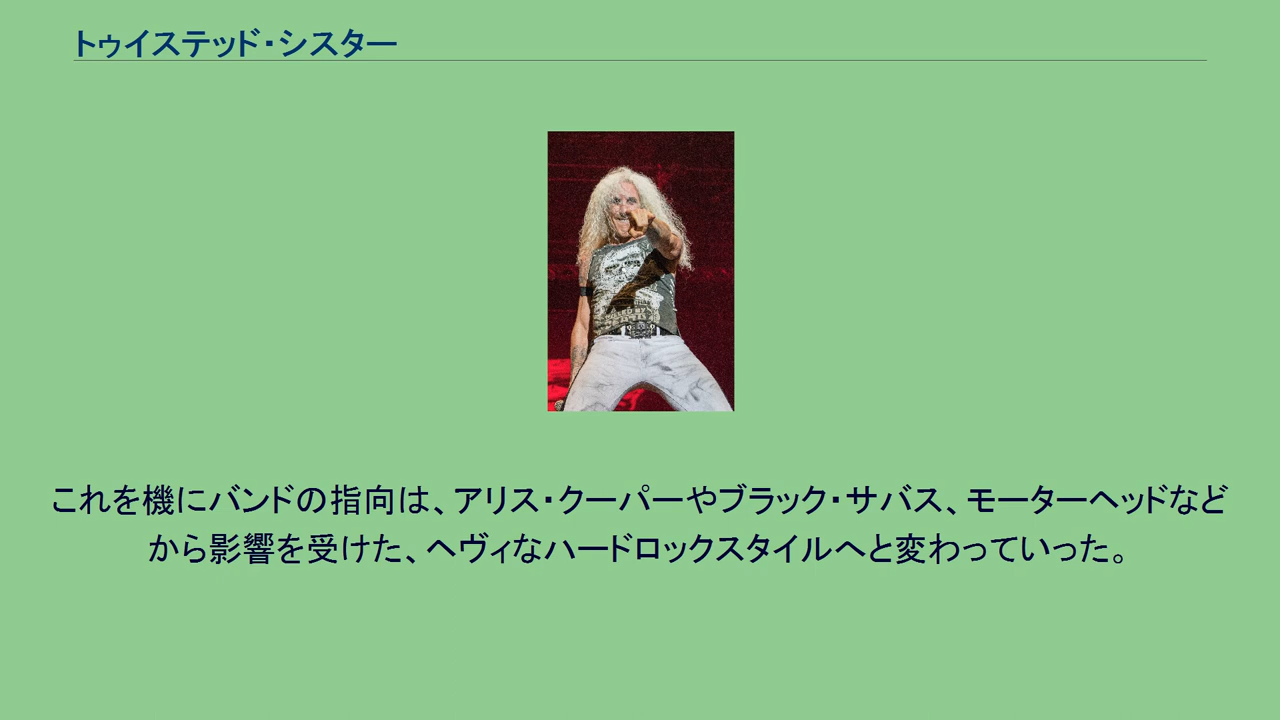 トゥイステッド・シスター
これを機にバンドの指向は、アリス・クーパーやブラック・サバス、モーターヘッドなど
から影響を受けた、ヘヴィなハードロックスタイルへと変わっていった。